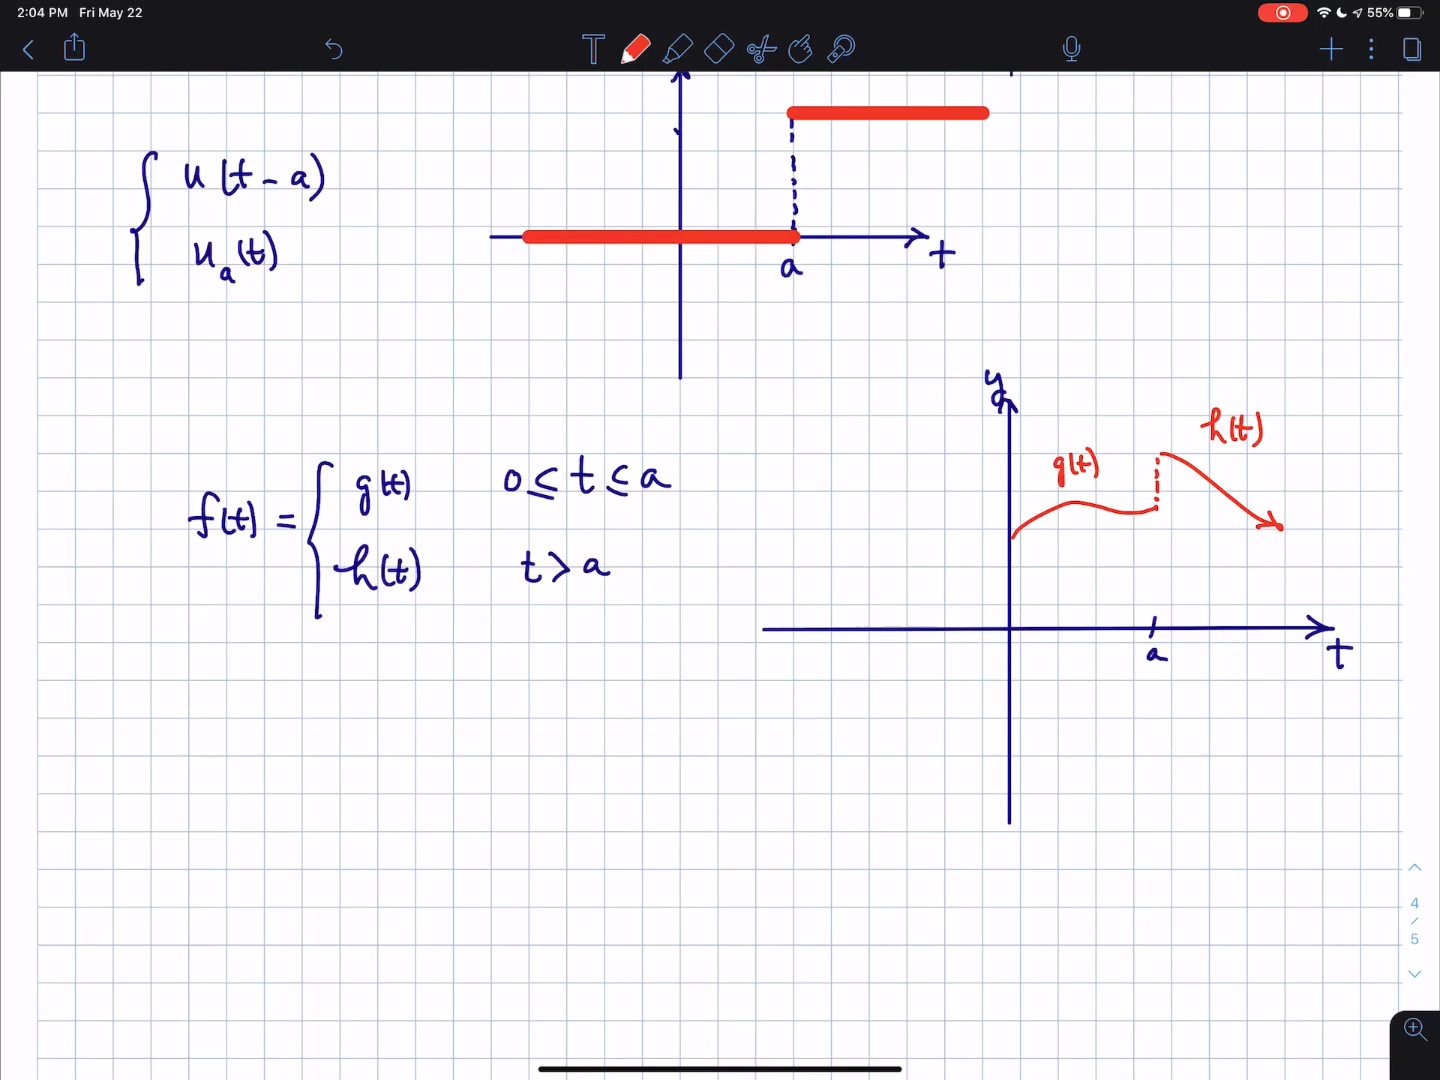 2:04 PM Fri May 22 55%
T
u(t - a)
u_a(t)
a
t
y
h(t)
g(t)
f(t) = { g(t) 0 ≤ t ≤ a
h(t) t > a
a
t
4
/
5